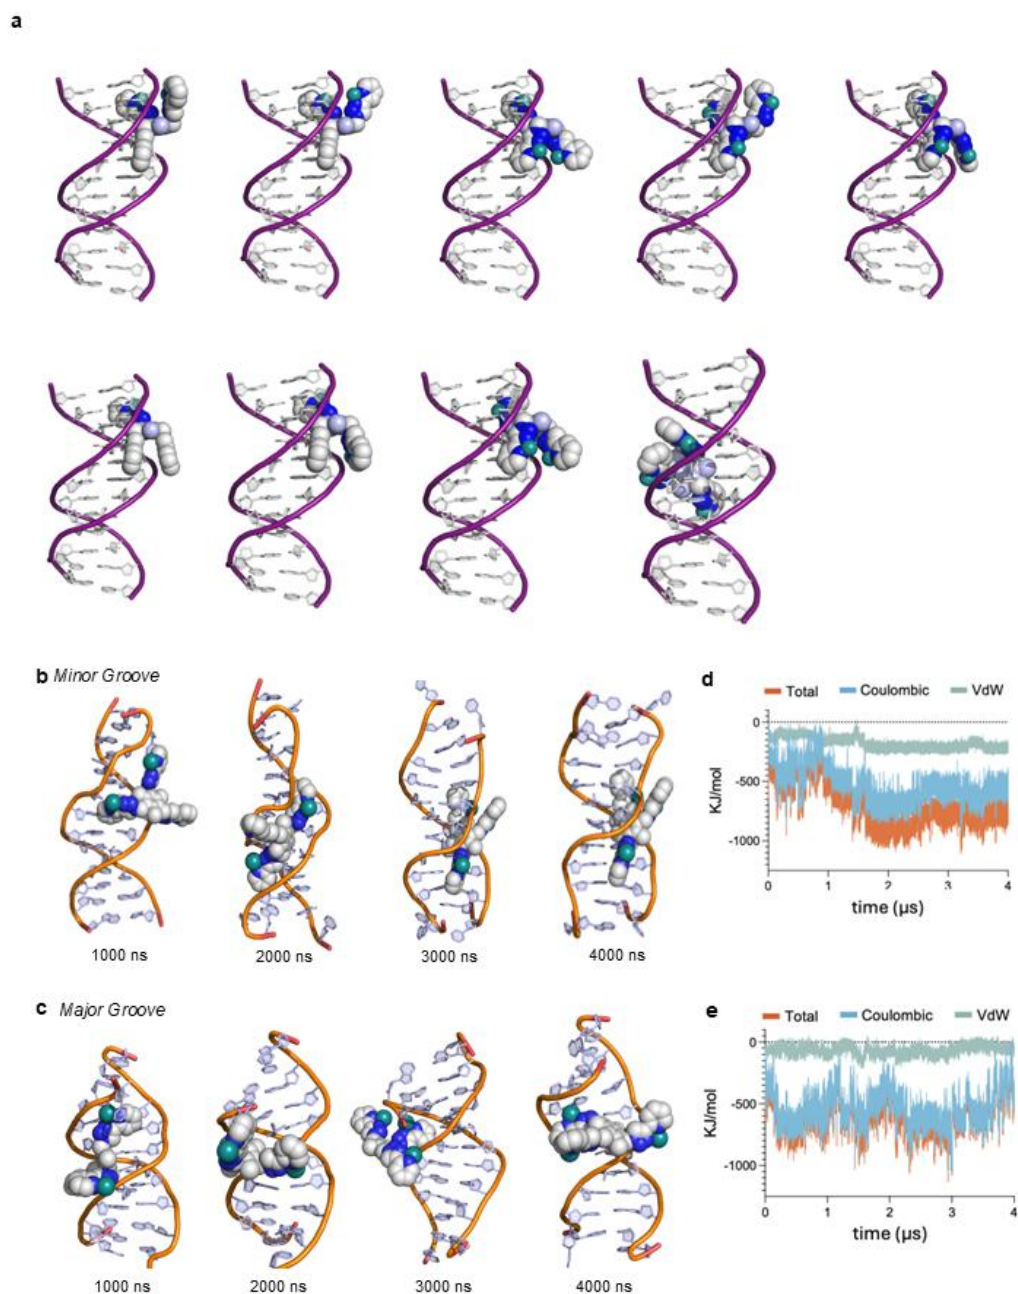 a
b Minor Groove
1000 ns
2000 ns
3000 ns
4000 ns
c Major Groove
1000 ns
2000 ns
3000 ns
4000 ns
d
Total Coulombic VdW
KJ/mol
0
-500
-1000
0 1 2 3 4
time (µs)
e
Total Coulombic VdW
KJ/mol
0
-500
-1000
0 1 2 3 4
time (µs)